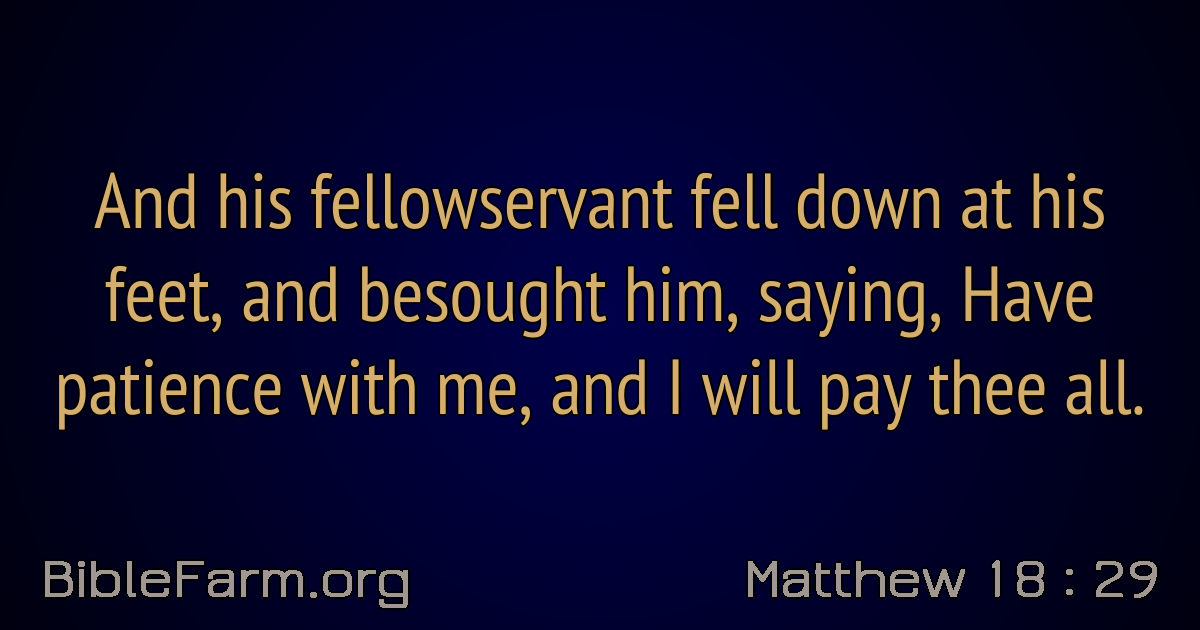 And his fellowservant fell down at his
feet, and besought him, saying, Have
patience with me, and I will pay thee all.
BibleFarm.org
Matthew 18 : 29